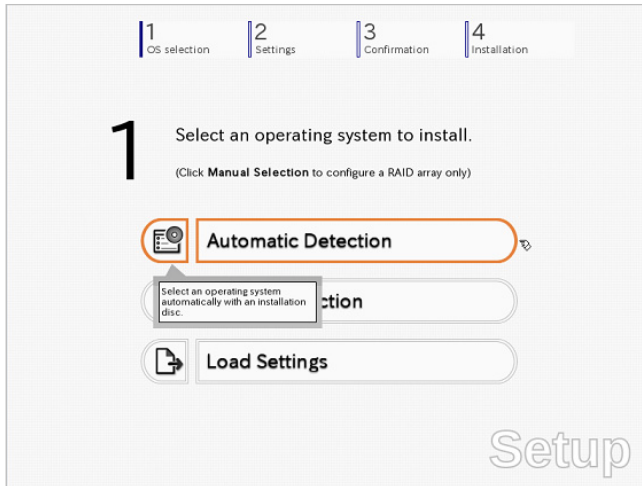 1
OS selection
2
Settings
3
Confirmation
4
Installation
1
Select an operating system to install.
(Click Manual Selection to configure a RAID array only)
Automatic Detection
Select an operating system
automatically with an installation
disc.
Load Settings
Setup